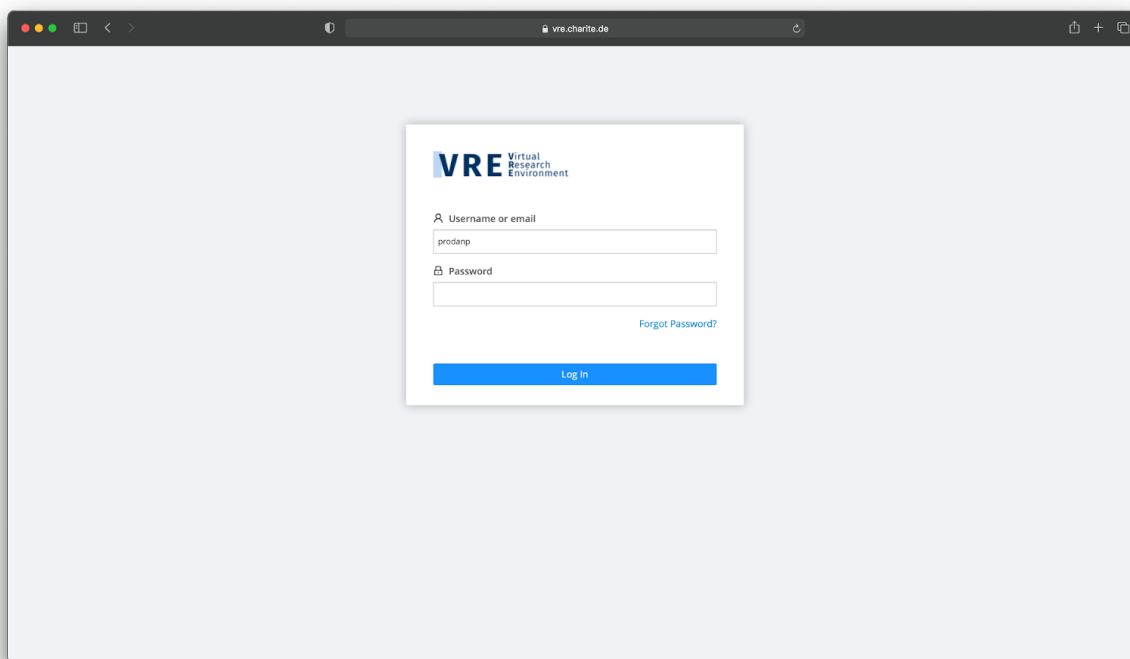 vre.charite.de
VRE Virtual
Research
Environment
Username or email
prodanp
Password
Forgot Password?
Log In